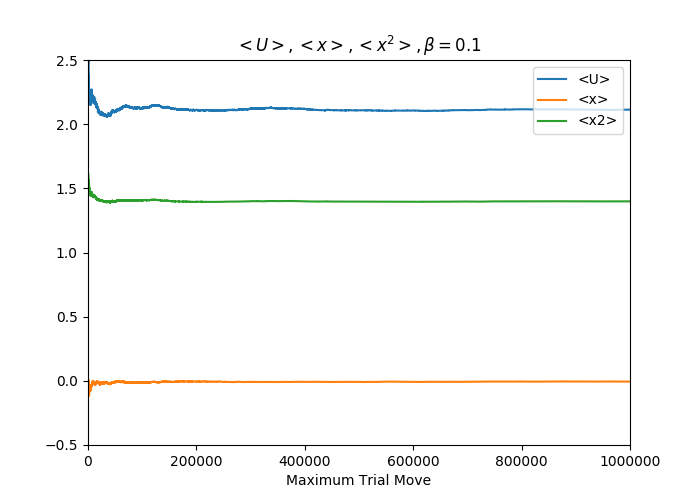 < U > , < x > , < x² > , β = 0.1
2.5
2.0
1.5
1.0
0.5
0.0
−0.5
<U>
<x>
<x2>
0 200000 400000 600000 800000 1000000
Maximum Trial Move